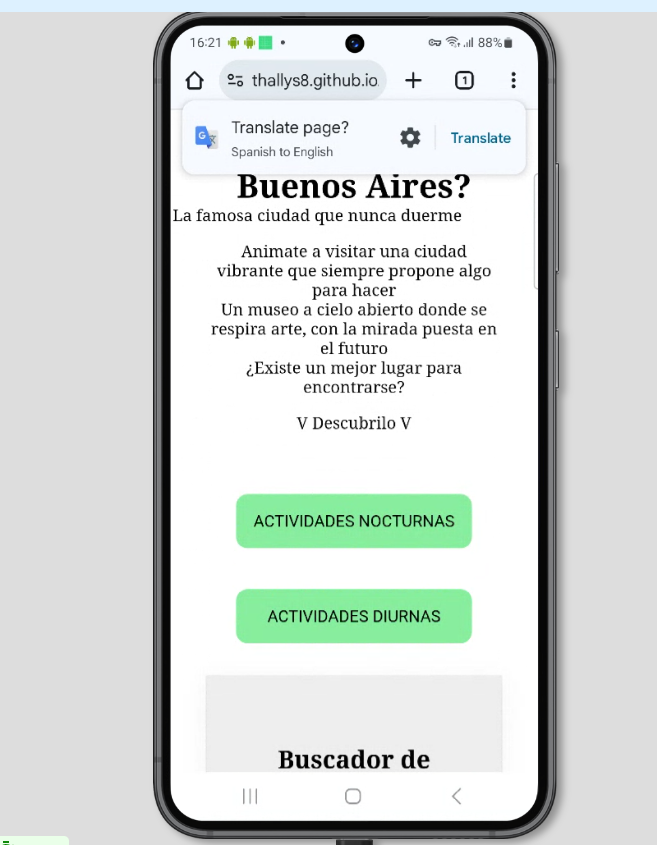 16:21
88%
thallys8.github.io
1
Translate page?
Spanish to English
Translate
Buenos Aires?
La famosa ciudad que nunca duerme
Animate a visitar una ciudad
vibrante que siempre propone algo
para hacer
Un museo a cielo abierto donde se
respira arte, con la mirada puesta en
el futuro
¿Existe un mejor lugar para
encontrarse?
V Descubrilo V
ACTIVIDADES NOCTURNAS
ACTIVIDADES DIURNAS
Buscador de